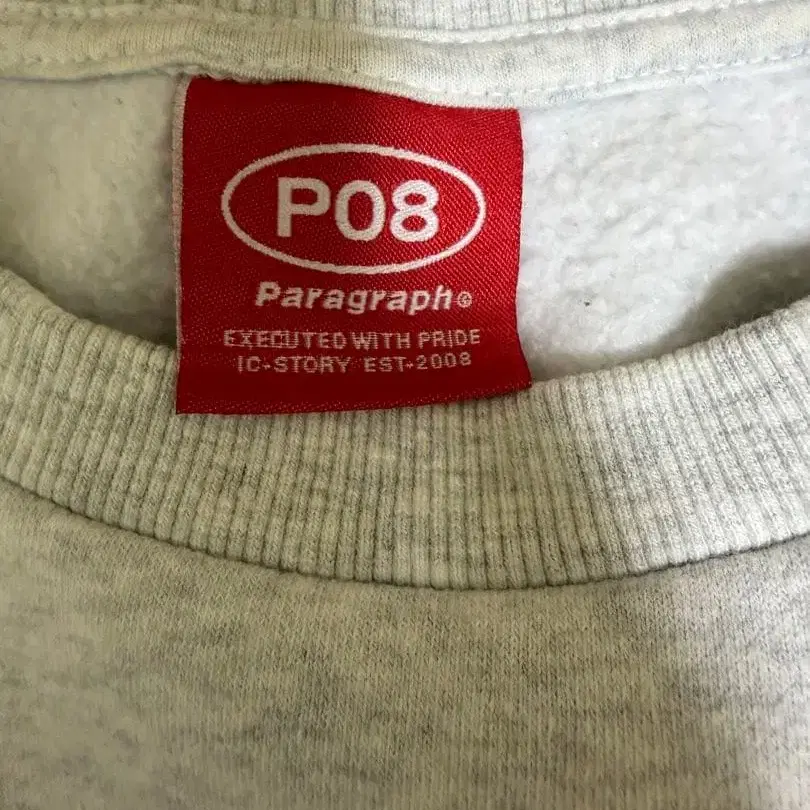 P08
Paragraph®
EXECUTED WITH PRIDE
IC-STORY EST-2008